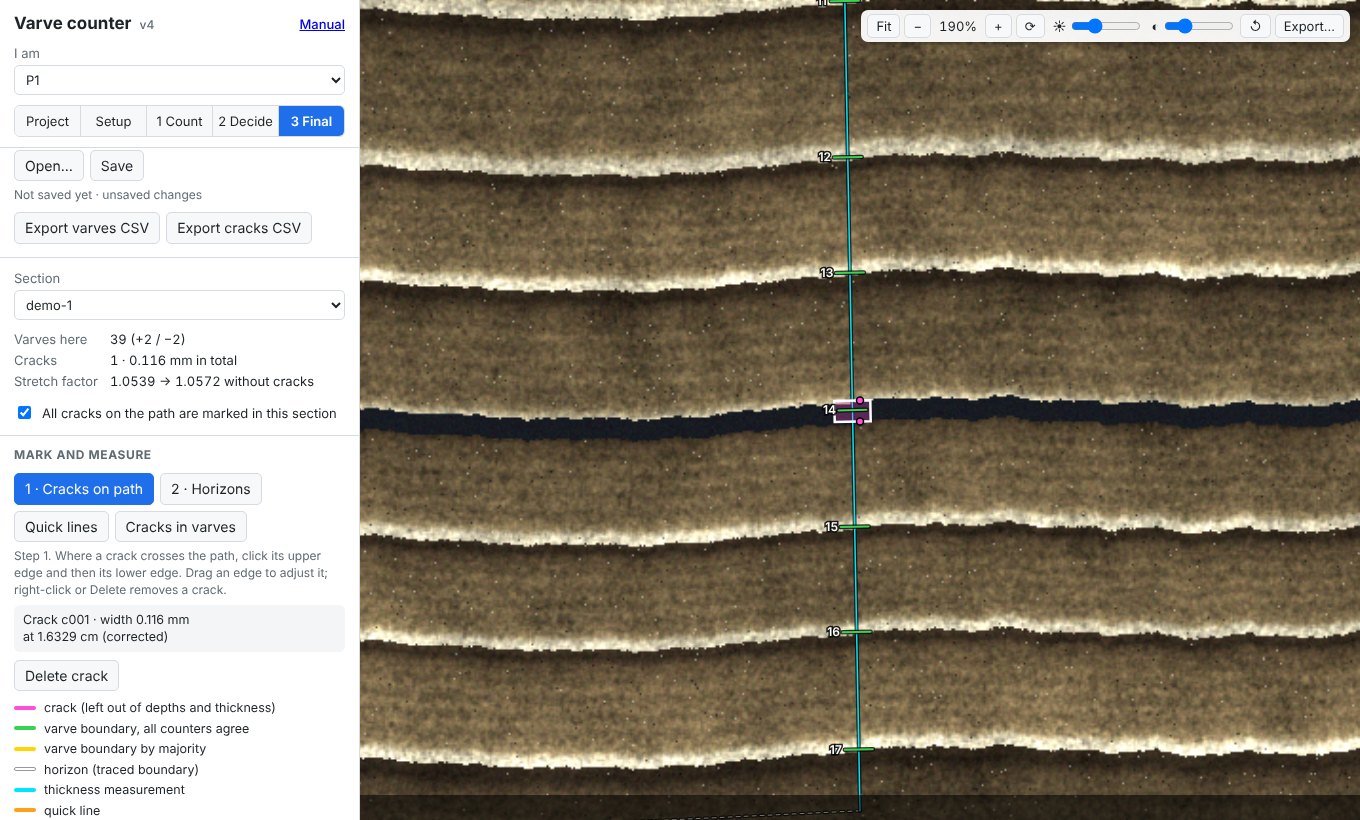 Varve counter v4 Manual
I am
P1
Project Setup 1 Count 2 Decide 3 Final
Open... Save
Not saved yet · unsaved changes
Export varves CSV Export cracks CSV
Section
demo-1
Varves here 39 (+2 / −2)
Cracks 1 · 0.116 mm in total
Stretch factor 1.0539 → 1.0572 without cracks
All cracks on the path are marked in this section
MARK AND MEASURE
1 · Cracks on path 2 · Horizons
Quick lines Cracks in varves
Step 1. Where a crack crosses the path, click its upper
edge and then its lower edge. Drag an edge to adjust it;
right-click or Delete removes a crack.
Crack c001 · width 0.116 mm
at 1.6329 cm (corrected)
Delete crack
crack (left out of depths and thickness)
varve boundary, all counters agree
varve boundary by majority
horizon (traced boundary)
thickness measurement
quick line
Fit − 190% + Export...
11
12
13
14
15
16
17